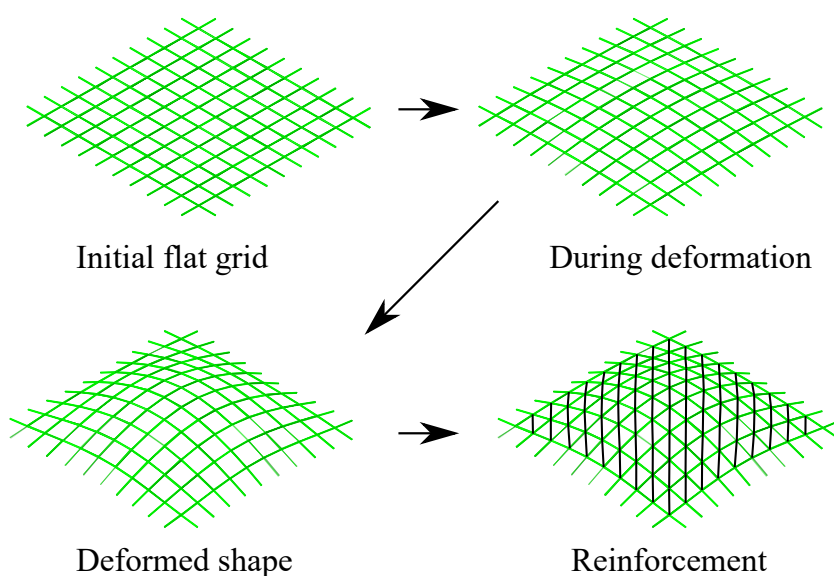 Initial flat grid
During deformation
Deformed shape
Reinforcement